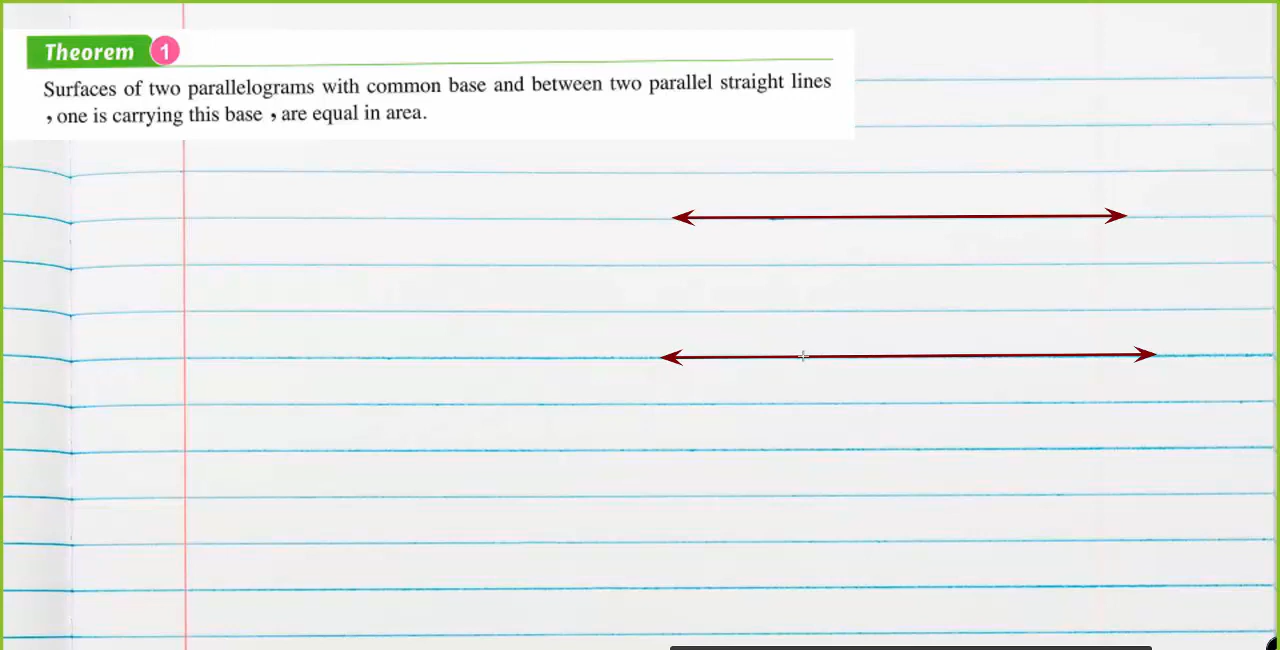 Theorem 1
Surfaces of two parallelograms with common base and between two parallel straight lines
, one is carrying this base , are equal in area.